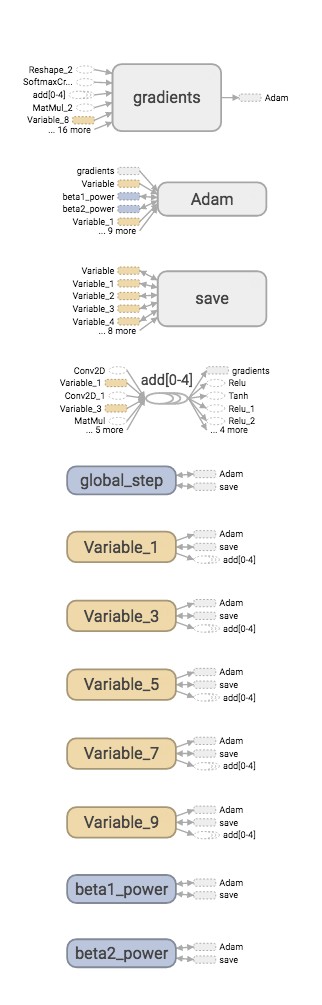 Reshape_2
SoftmaxCr...
add[0-4]
MatMul_2
Variable_8
... 16 more
gradients
Adam
gradients
Variable
beta1_power
beta2_power
Variable_1
... 9 more
Adam
Variable
Variable_1
Variable_2
Variable_3
Variable_4
... 8 more
save
Conv2D
Variable_1
Conv2D_1
Variable_3
MatMul
... 5 more
add[0-4]
gradients
Relu
Tanh
Relu_1
Relu_2
... 4 more
global_step
Adam
save
Variable_1
Adam
save
add[0-4]
Variable_3
Adam
save
add[0-4]
Variable_5
Adam
save
add[0-4]
Variable_7
Adam
save
add[0-4]
Variable_9
Adam
save
add[0-4]
beta1_power
Adam
save
beta2_power
Adam
save